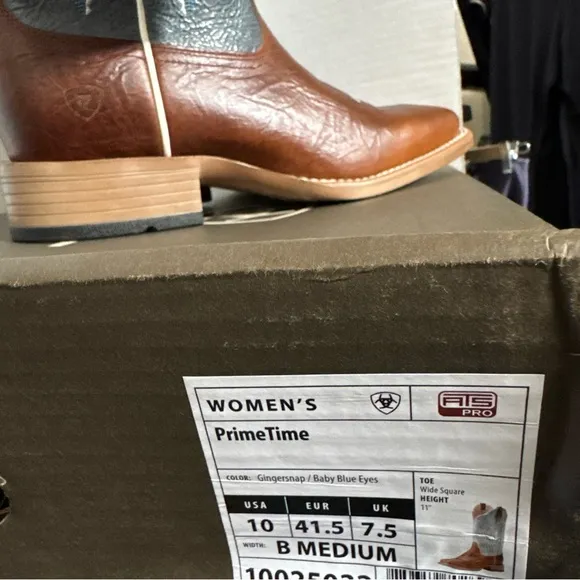 WOMEN'S
ATS
PRO
PrimeTime
COLOR: Gingersnap / Baby Blue Eyes
TOE
Wide Square
HEIGHT
11"
USA EUR UK
10 41.5 7.5
WIDTH: B MEDIUM